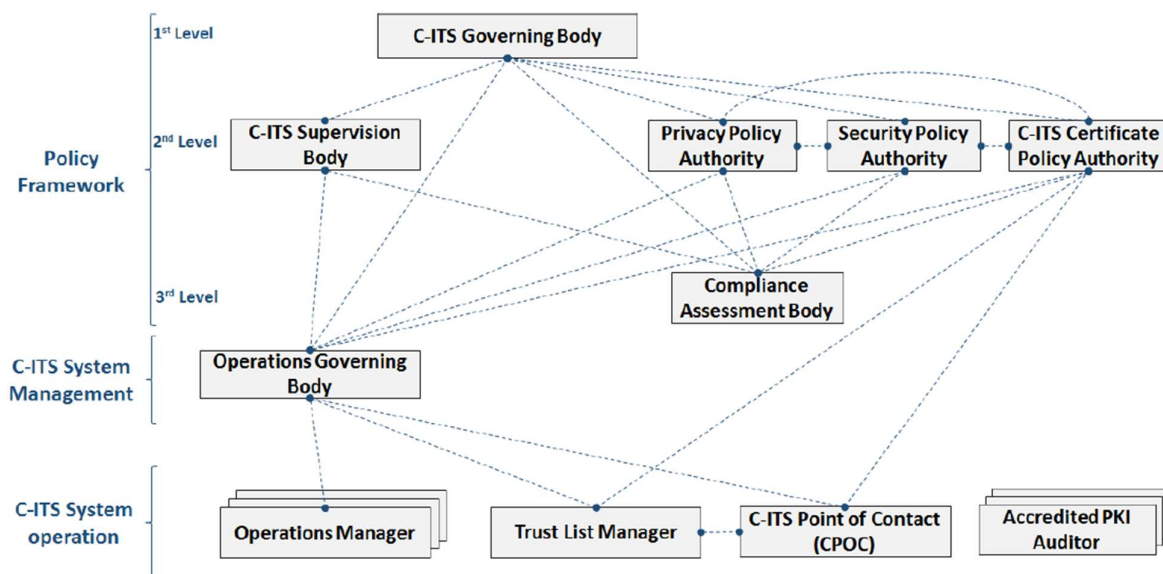 1st Level
C-ITS Governing Body
Policy
Framework
2nd Level
C-ITS Supervision
Body
Privacy Policy
Authority
Security Policy
Authority
C-ITS Certificate
Policy Authority
3rd Level
Compliance
Assessment Body
C-ITS System
Management
Operations Governing
Body
C-ITS System
operation
Operations Manager
Trust List Manager
C-ITS Point of Contact
(CPOC)
Accredited PKI
Auditor